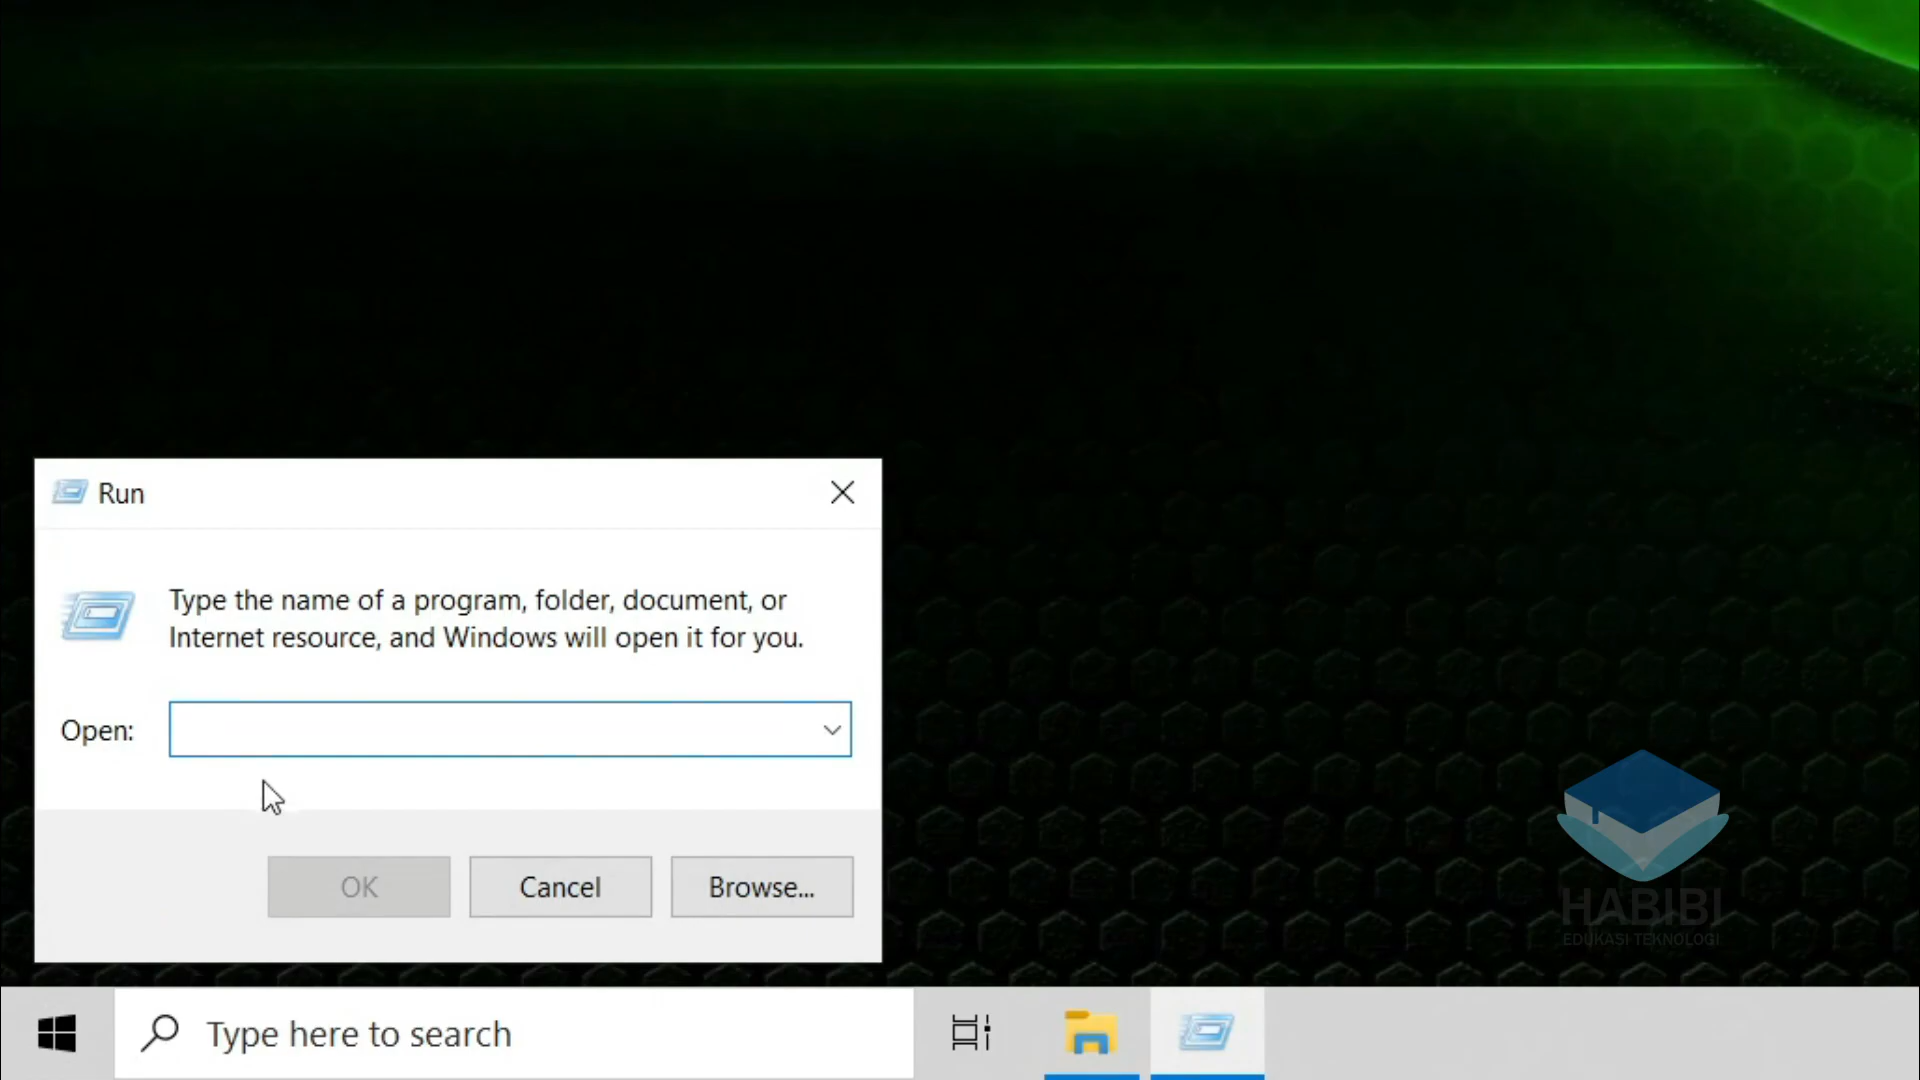 Run
Type the name of a program, folder, document, or
Internet resource, and Windows will open it for you.
Open:
OK
Cancel
Browse...
HABIBI
EDUKASI TEKNOLOGI
Type here to search